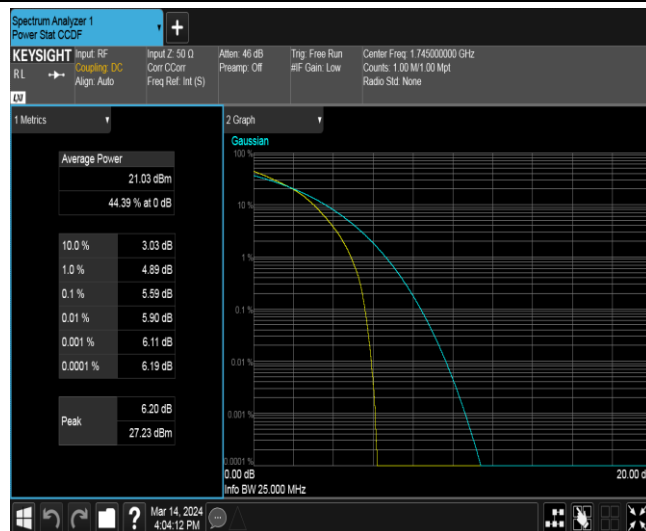 Spectrum Analyzer 1
Power Stat CCDF
+
KEYSIGHT
RL
LXI
Input: RF
Coupling: DC
Align: Auto
Input Z: 50 Ω
Corr CCorr
Freq Ref: Int (S)
Atten: 46 dB
Preamp: Off
Trig: Free Run
#IF Gain: Low
Center Freq: 1.745000000 GHz
Counts: 1.00 M/1.00 Mpt
Radio Std: None
1 Metrics
Average Power
21.03 dBm
44.39 % at 0 dB
10.0 % 3.03 dB
1.0 % 4.89 dB
0.1 % 5.59 dB
0.01 % 5.90 dB
0.001 % 6.11 dB
0.0001 % 6.19 dB
Peak
6.20 dB
27.23 dBm
2 Graph
Gaussian
100 %
10 %
1 %
0.1 %
0.01 %
0.001 %
0.0001 %
0.00 dB
20.00 d
Info BW 25.000 MHz
?
Mar 14, 2024
4:04:12 PM